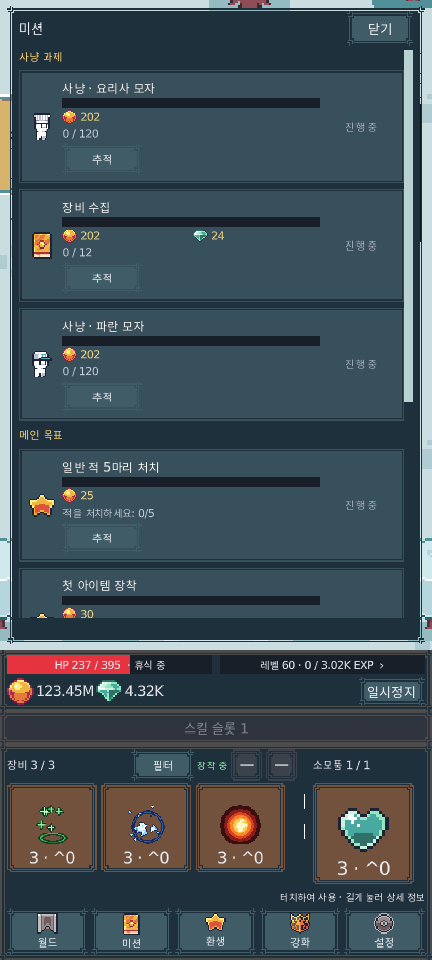 미션
닫기
사냥 과제
사냥 · 요리사 모자
202
0 / 120
진행 중
추적
장비 수집
202
24
0 / 12
진행 중
추적
사냥 · 파란 모자
202
0 / 120
진행 중
추적
메인 목표
일반 적 5마리 처치
25
적을 처치하세요: 0/5
진행 중
추적
첫 아이템 장착
30
HP 237 / 395 · 휴식 중
레벨 60 · 0 / 3.02K EXP ›
123.45M
4.32K
일시정지
스킬 슬롯 1
장비 3 / 3
필터
장착 중
—
—
소모품 1 / 1
3 · ^0
3 · ^0
3 · ^0
3 · ^0
터치하여 사용 · 길게 눌러 상세 정보
월드
미션
환생
강화
설정